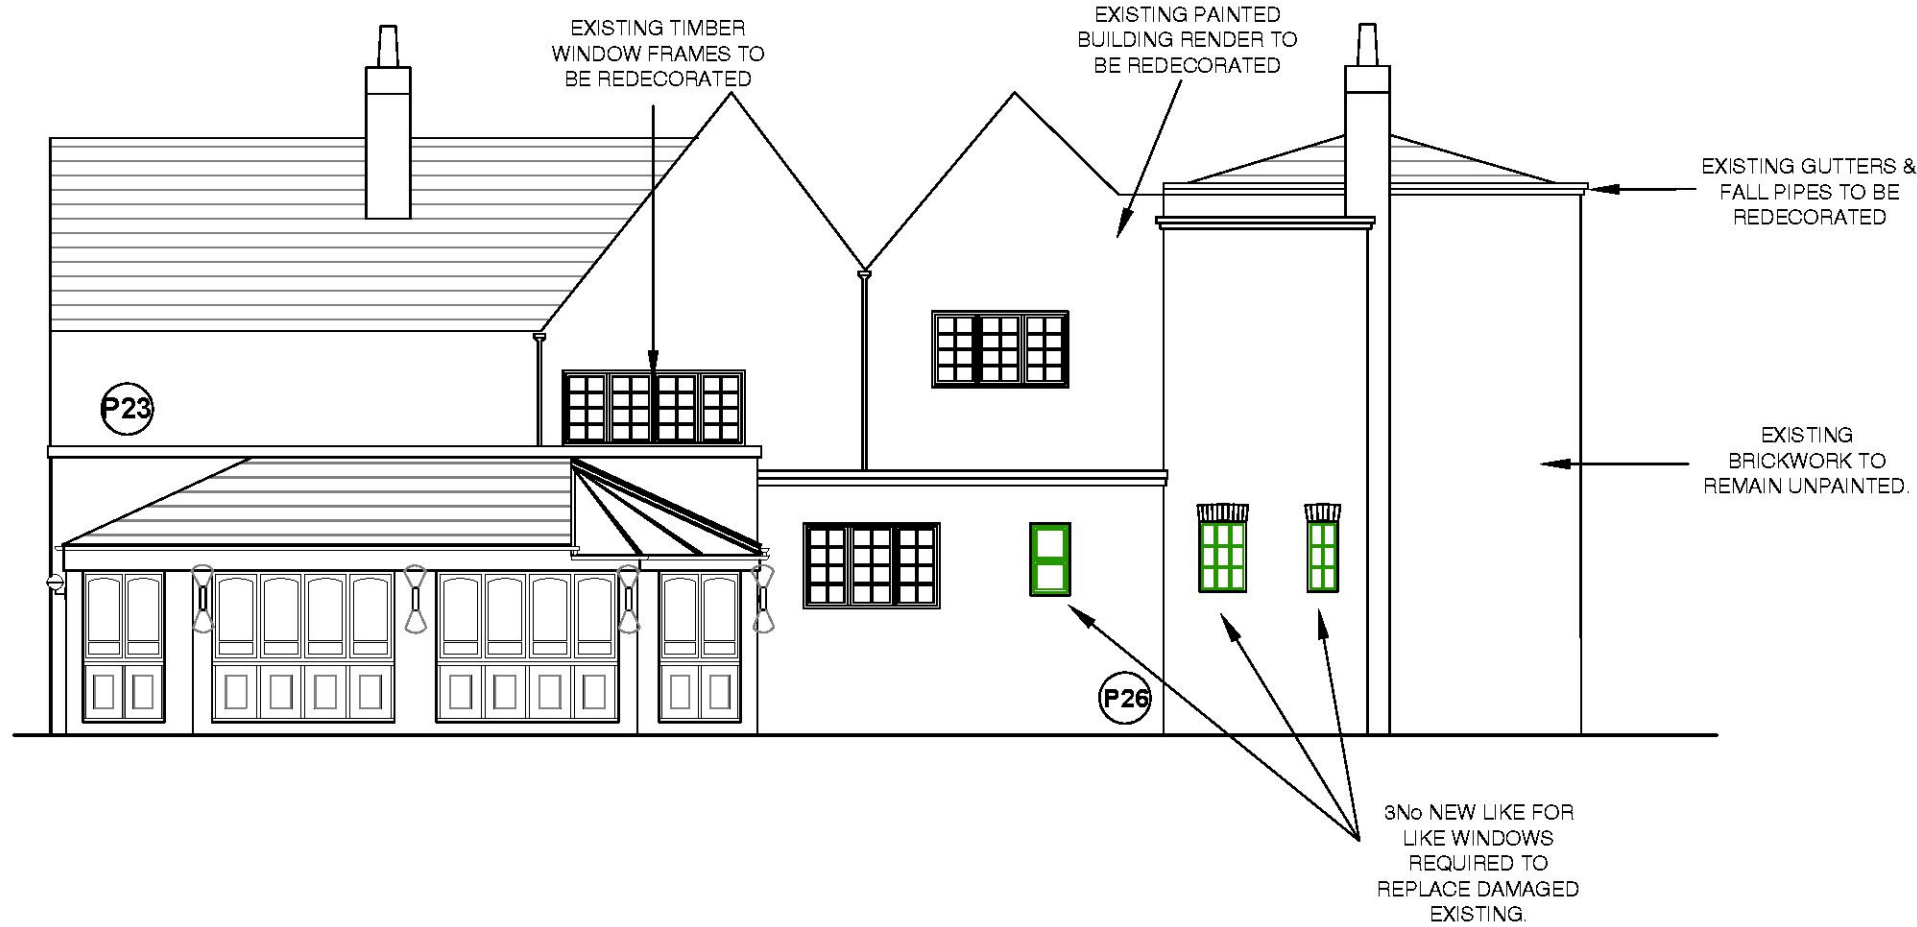 EXISTING TIMBER
WINDOW FRAMES TO
BE REDECORATED
EXISTING PAINTED
BUILDING RENDER TO
BE REDECORATED
EXISTING GUTTERS &
FALL PIPES TO BE
REDECORATED
P23
EXISTING
BRICKWORK TO
REMAIN UNPAINTED.
P26
3No NEW LIKE FOR
LIKE WINDOWS
REQUIRED TO
REPLACE DAMAGED
EXISTING.